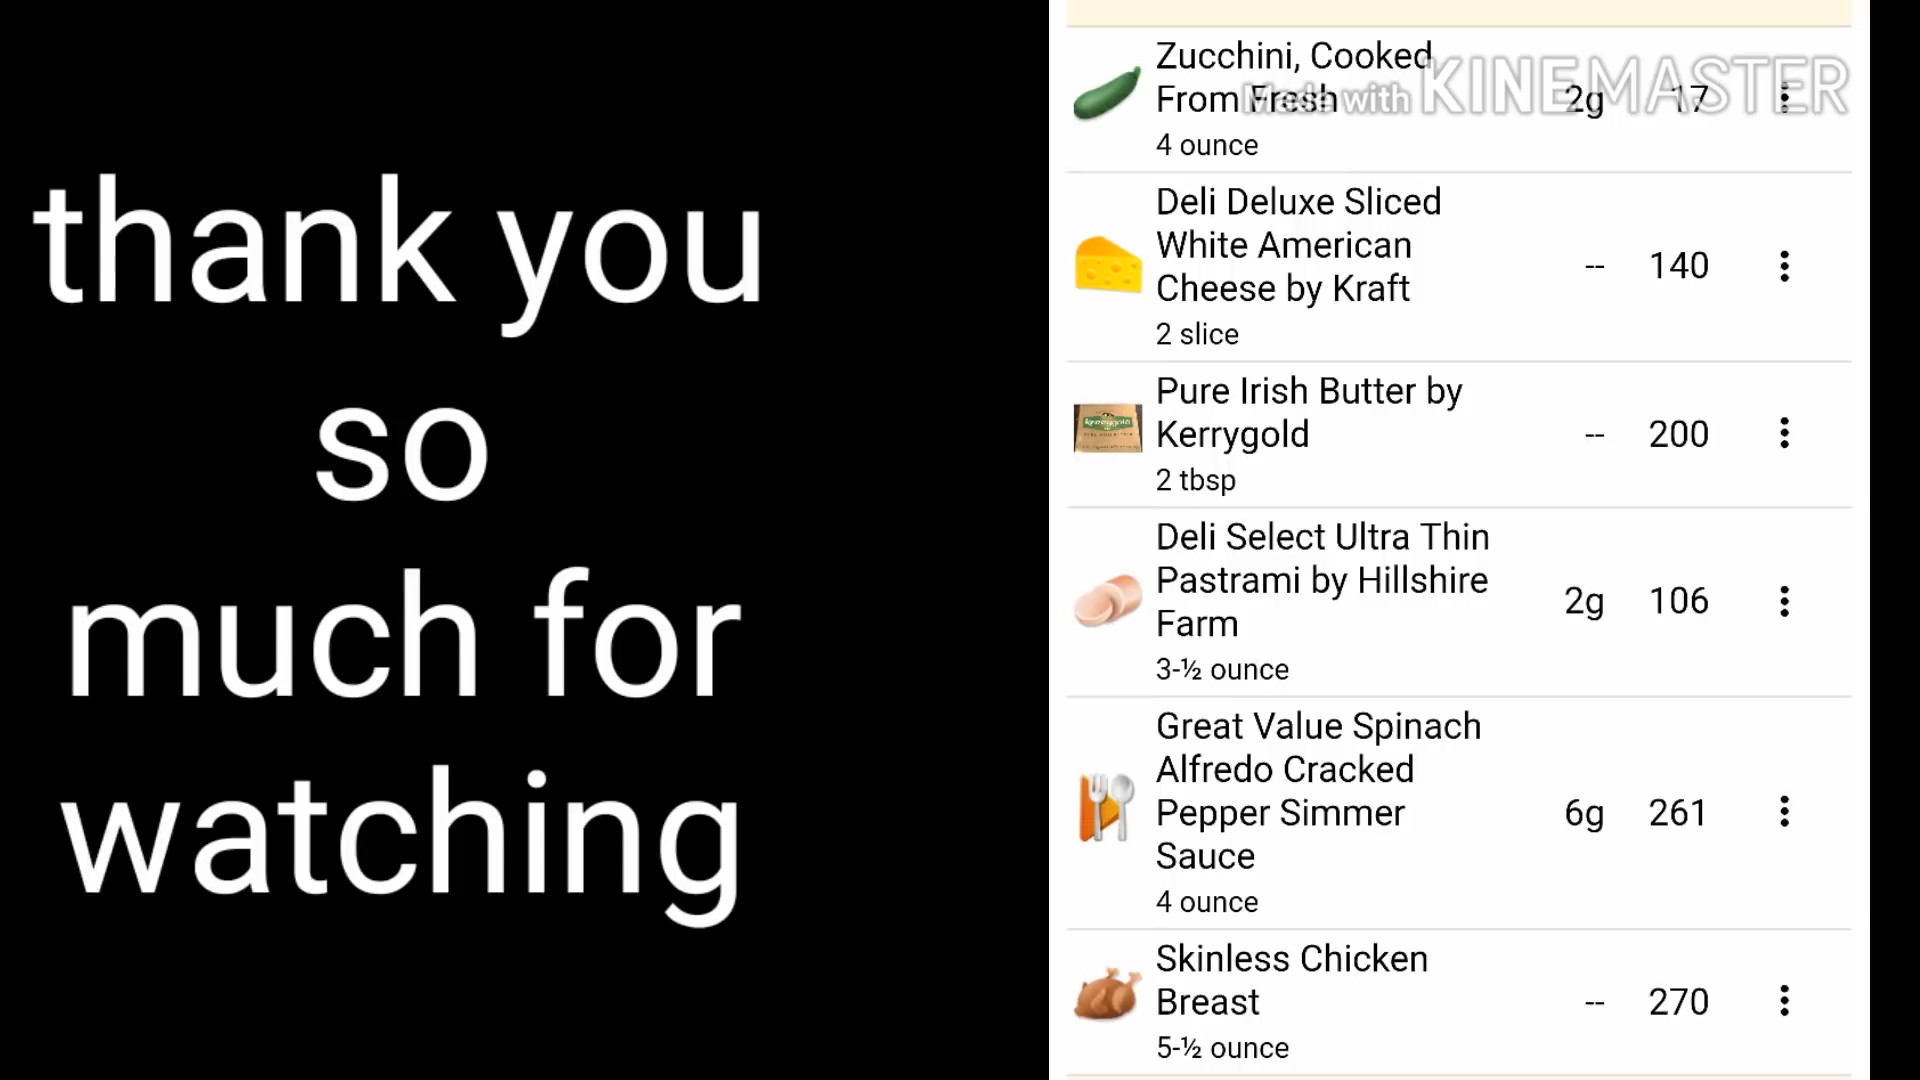 thank you
so
much for
watching
Made with KINEMASTER
Zucchini, Cooked
From Fresh
2g 17
4 ounce
Deli Deluxe Sliced
White American
Cheese by Kraft
-- 140
2 slice
Pure Irish Butter by
Kerrygold
-- 200
2 tbsp
Kerrygold
Deli Select Ultra Thin
Pastrami by Hillshire
Farm
2g 106
3-½ ounce
Great Value Spinach
Alfredo Cracked
Pepper Simmer
Sauce
6g 261
4 ounce
Skinless Chicken
Breast
-- 270
5-½ ounce